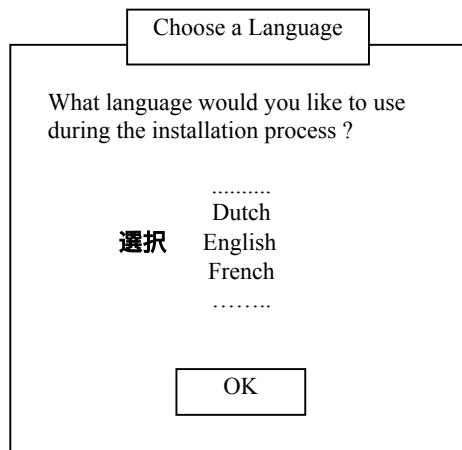 Choose a Language
What language would you like to use
during the installation process ?
..........
Dutch
選択 English
French
........
OK